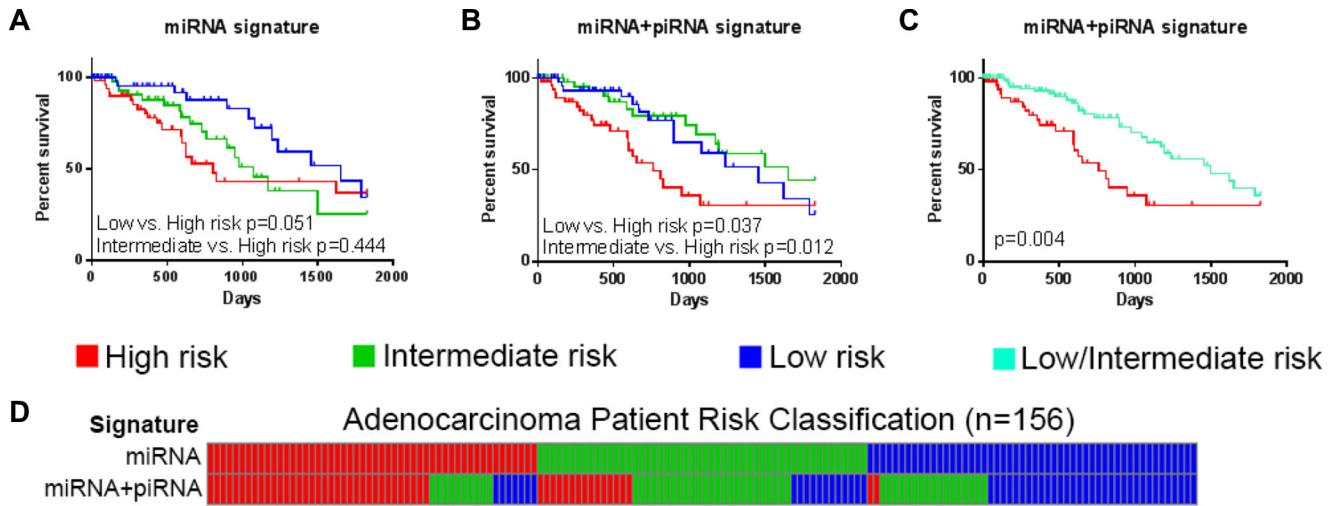 A
miRNA signature
Percent survival
100
50
0
Low vs. High risk p=0.051
Intermediate vs. High risk p=0.444
0 500 1000 1500 2000
Days
B
miRNA+piRNA signature
Percent survival
100
50
0
Low vs. High risk p=0.037
Intermediate vs. High risk p=0.012
0 500 1000 1500 2000
Days
C
miRNA+piRNA signature
Percent survival
100
50
0
p=0.004
0 500 1000 1500 2000
Days
High risk Intermediate risk Low risk Low/Intermediate risk
D
Signature Adenocarcinoma Patient Risk Classification (n=156)
miRNA
miRNA+piRNA